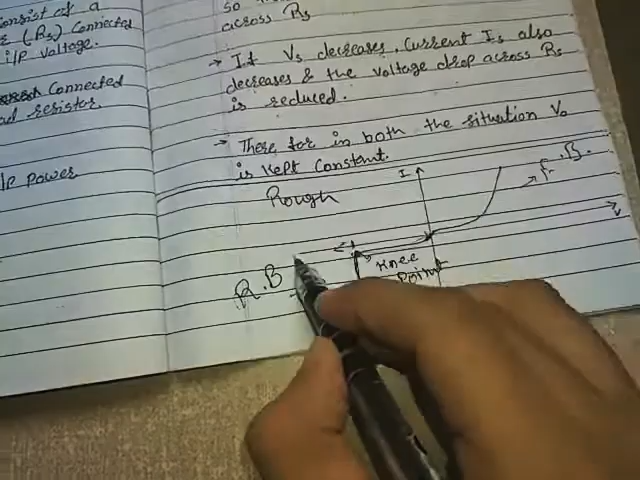 onsist of a
(Rs) Connected
i/p voltage.
Connected
resistor
i/p power
so
across Rs
→ If Vs decreases, Current Is also
decreases & the voltage drop across Rs
is reduced.
→ There for in both the situation Vo
is kept Constant.
Rough
I
f.B.
V
R.B
Knee
Point